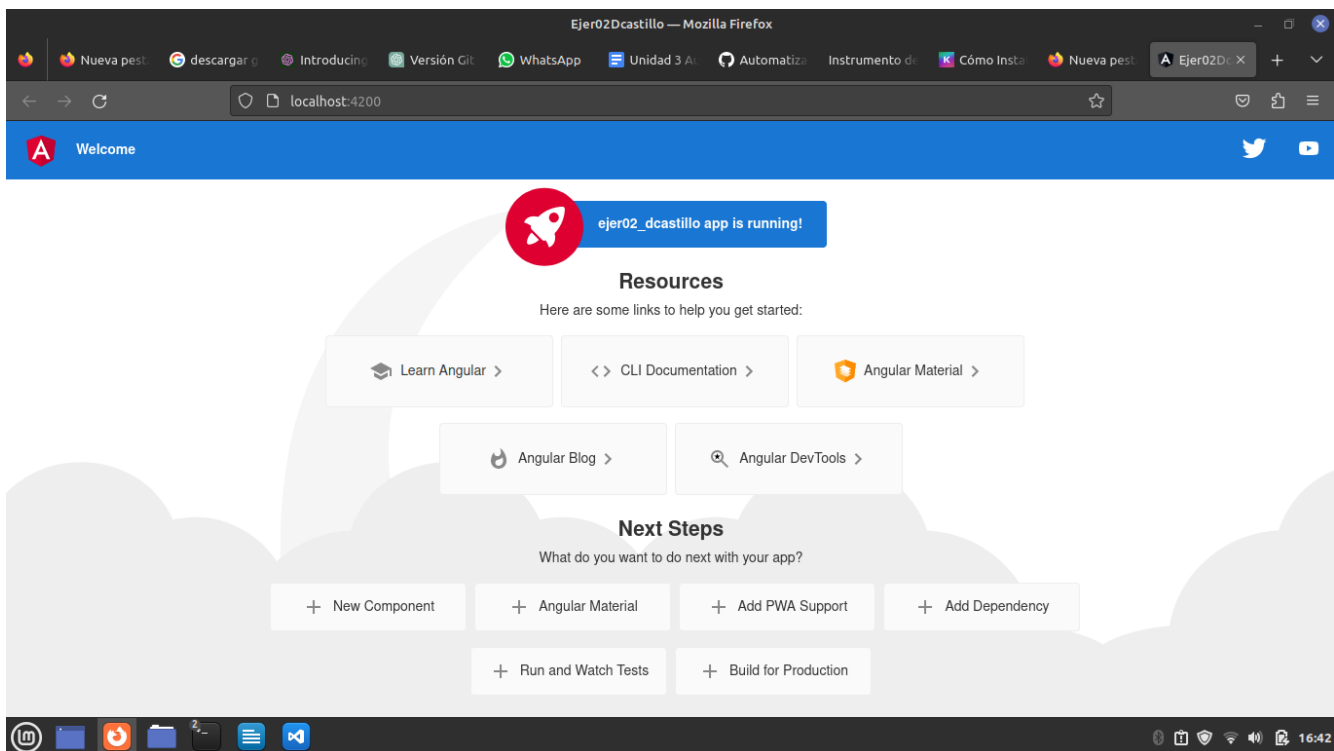 Ejer02Dcastillo — Mozilla Firefox
Nueva pest
descargar g
Introducing
Versión Git
WhatsApp
Unidad 3 Au
Automatiza
Instrumento de
Cómo Insta
Nueva pest
Ejer02Dc
localhost:4200
Welcome
ejer02_dcastillo app is running!
Resources
Here are some links to help you get started:
Learn Angular
CLI Documentation
Angular Material
Angular Blog
Angular DevTools
Next Steps
What do you want to do next with your app?
New Component
Angular Material
Add PWA Support
Add Dependency
Run and Watch Tests
Build for Production
2
16:42